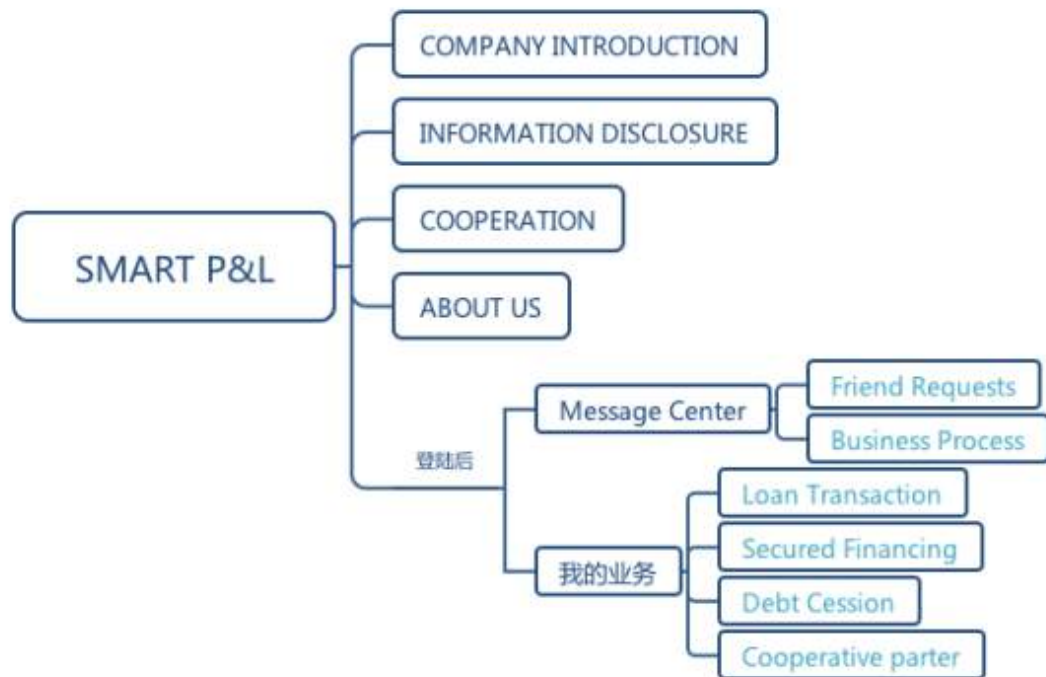 COMPANY INTRODUCTION
INFORMATION DISCLOSURE
COOPERATION
SMART P&L
ABOUT US
Message Center
Friend Requests
Business Process
登陆后
Loan Transaction
Secured Financing
我的业务
Debt Cession
Cooperative parter